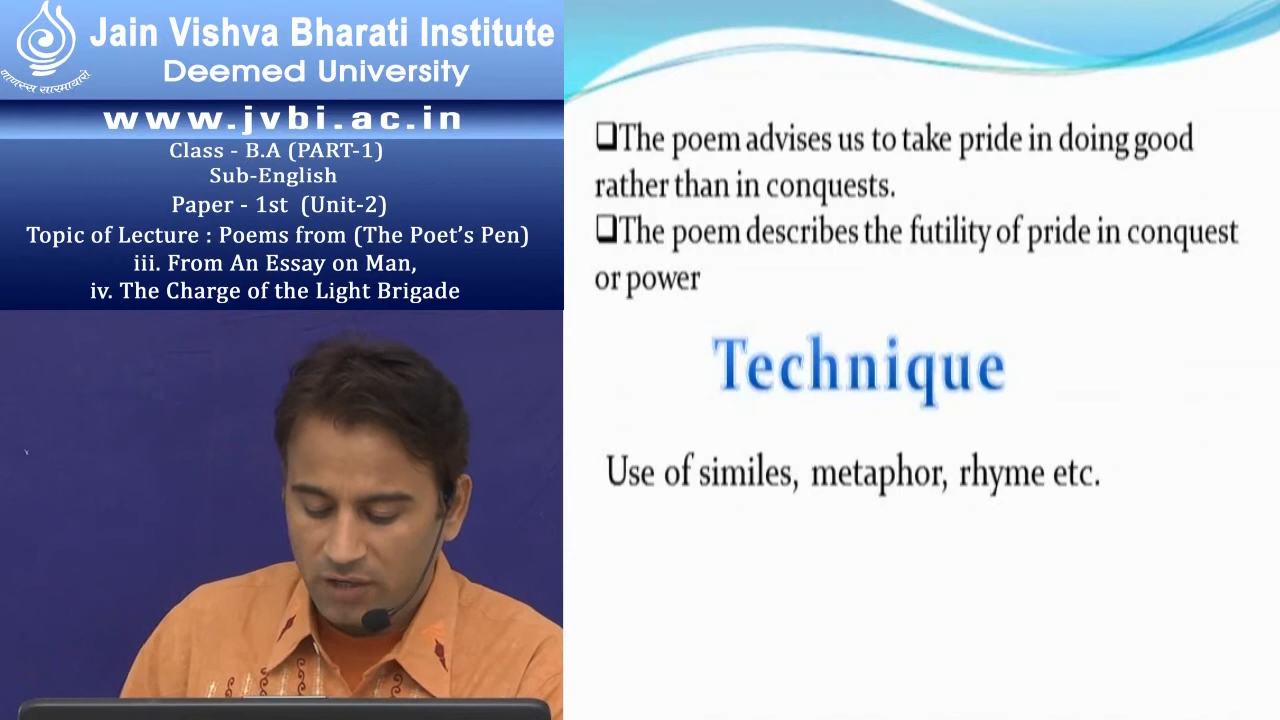 Jain Vishva Bharati Institute
Deemed University
णाणस्स सारमायारो
www.jvbi.ac.in
Class - B.A (PART-1)
Sub-English
Paper - 1st (Unit-2)
Topic of Lecture : Poems from (The Poet's Pen)
iii. From An Essay on Man,
iv. The Charge of the Light Brigade
❑The poem advises us to take pride in doing good
rather than in conquests.
❑The poem describes the futility of pride in conquest
or power
Technique
Use of similes, metaphor, rhyme etc.